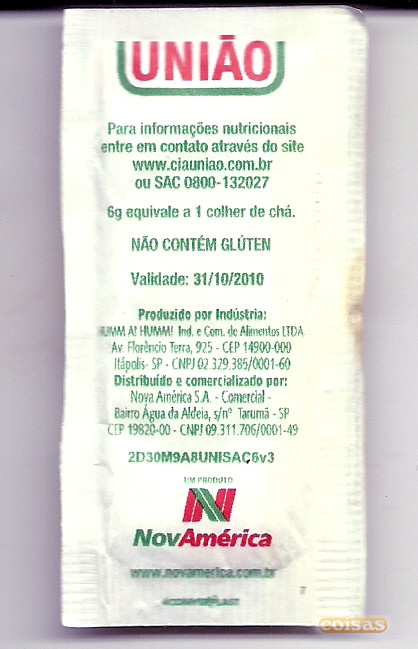 UNIÃO
Para informações nutricionais
entre em contato através do site
www.ciauniao.com.br
ou SAC 0800-132027
6g equivale a 1 colher de chá.
NÃO CONTÉM GLÚTEN
Validade: 31/10/2010
Produzido por Indústria:
HUMM A! HUMM! Ind. e Com. de Alimentos LTDA
Av. Florêncio Terra, 925 - CEP 14900-000
Itápolis- SP - CNPJ 02.329.385/0001-60
Distribuído e comercializado por:
Nova América S.A. - Comercial -
Bairro Água da Aldeia, s/nº Tarumã - SP
CEP 19820-00 - CNPJ 09.311.706/0001-49
2D30M9A8UNISAC6v3
UM PRODUTO
NovAmérica
www.novamerica.com.br
coisas